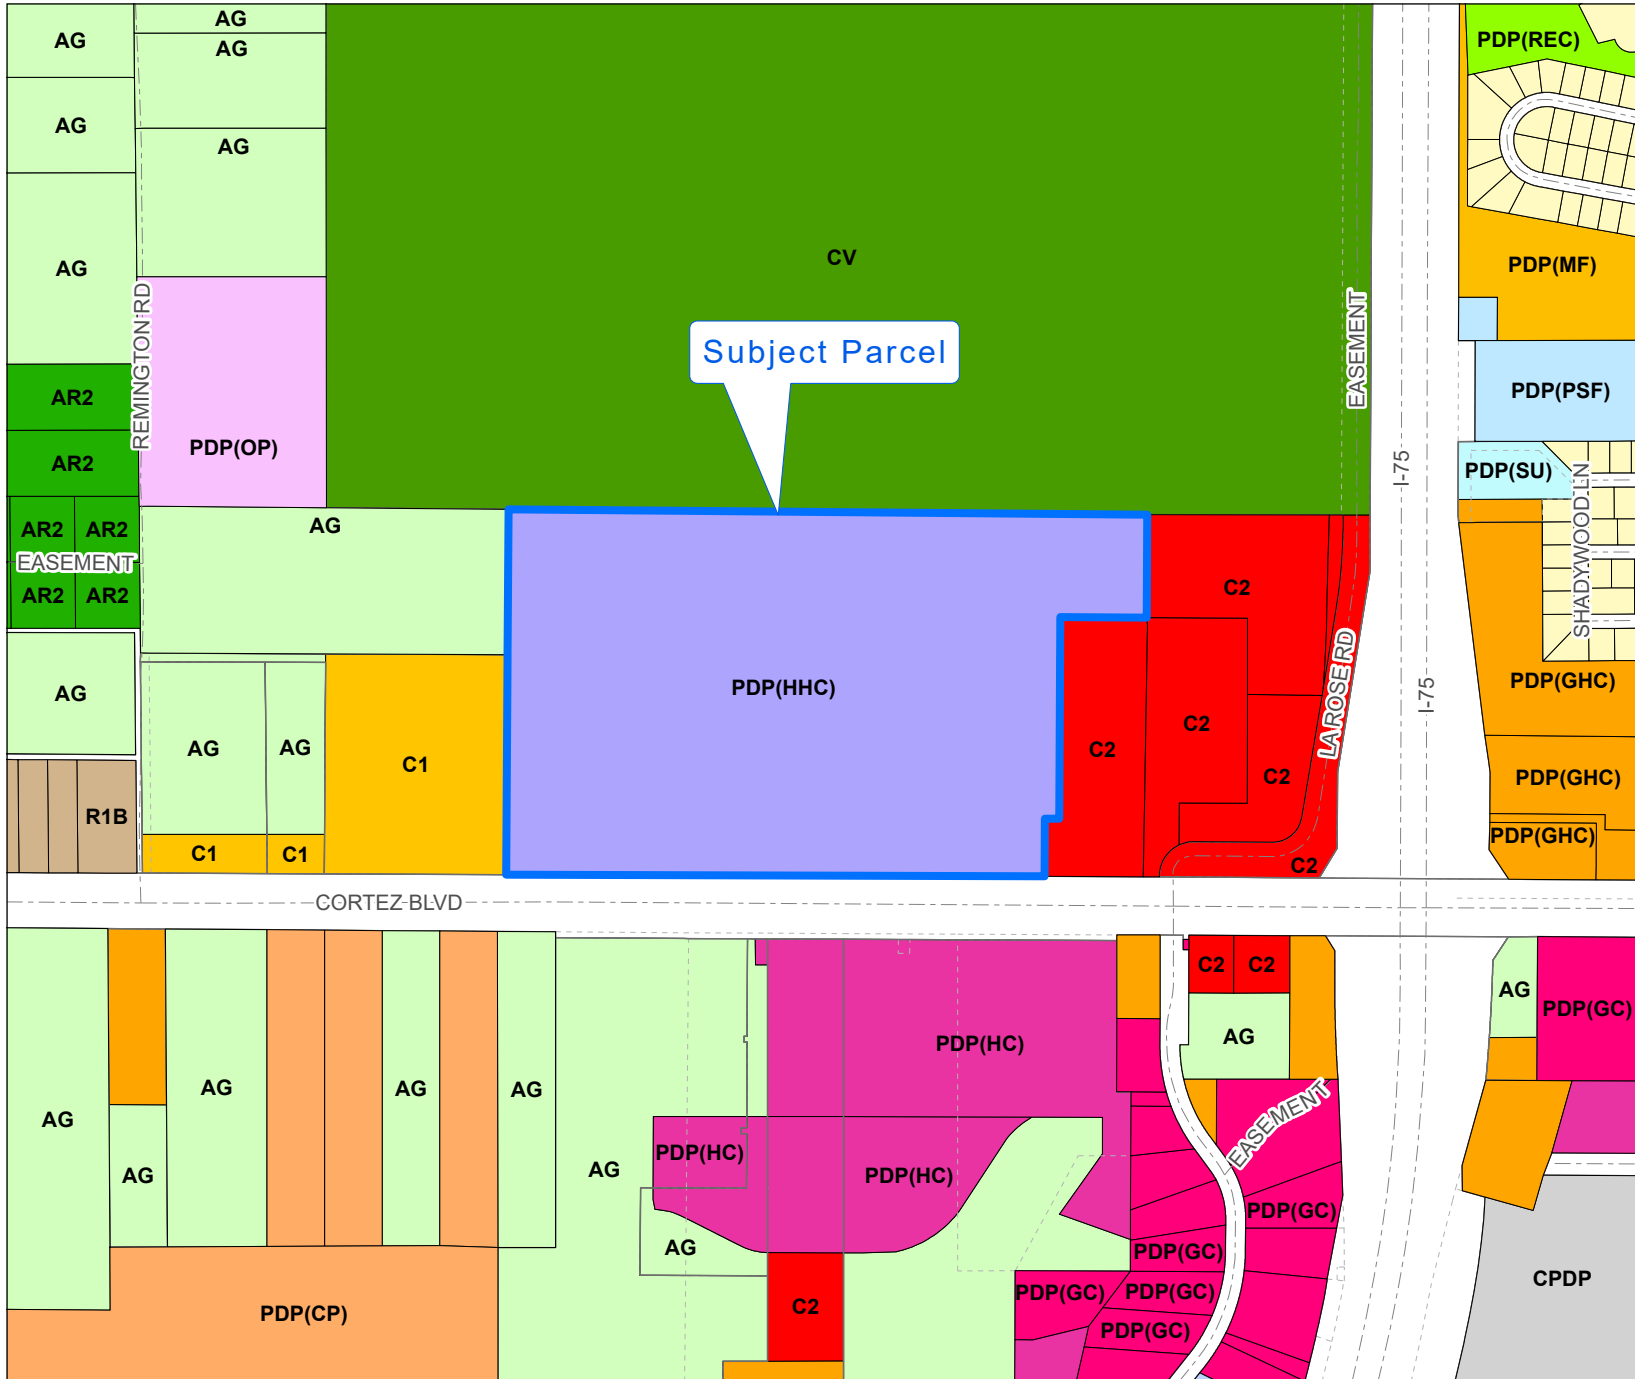 AG
AG
AG
PDP(REC)
AG
AG
CV
PDP(MF)
AG
REMINGTON RD
EASEMENT
Subject Parcel
PDP(PSF)
AR2
PDP(OP)
AR2
I-75
PDP(SU)
SHADYWOOD LN
AG
AR2
AR2
EASEMENT
AR2
AR2
C2
LAROSE RD
I-75
PDP(HHC)
PDP(GHC)
AG
AG
AG
C1
C2
C2
C2
PDP(GHC)
R1B
PDP(GHC)
C1
C1
C2
CORTEZ BLVD
C2
C2
AG
PDP(GC)
PDP(HC)
AG
AG
AG
AG
AG
EASEMENT
PDP(HC)
AG
PDP(HC)
AG
PDP(GC)
AG
PDP(GC)
CPDP
PDP(GC)
PDP(GC)
C2
PDP(CP)
PDP(GC)